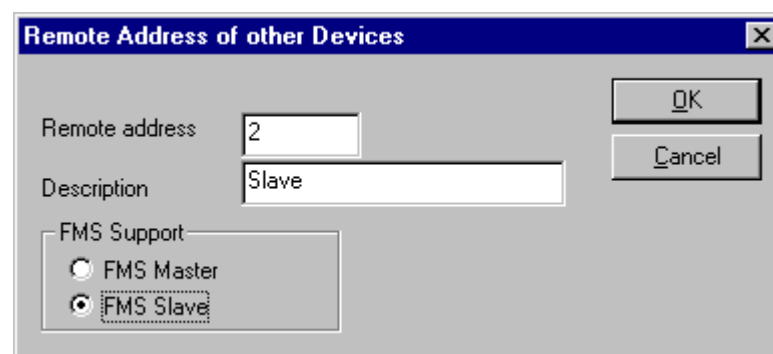 Remote Address of other Devices
OK
Remote address 2
Cancel
Description Slave
FMS Support
FMS Master
FMS Slave